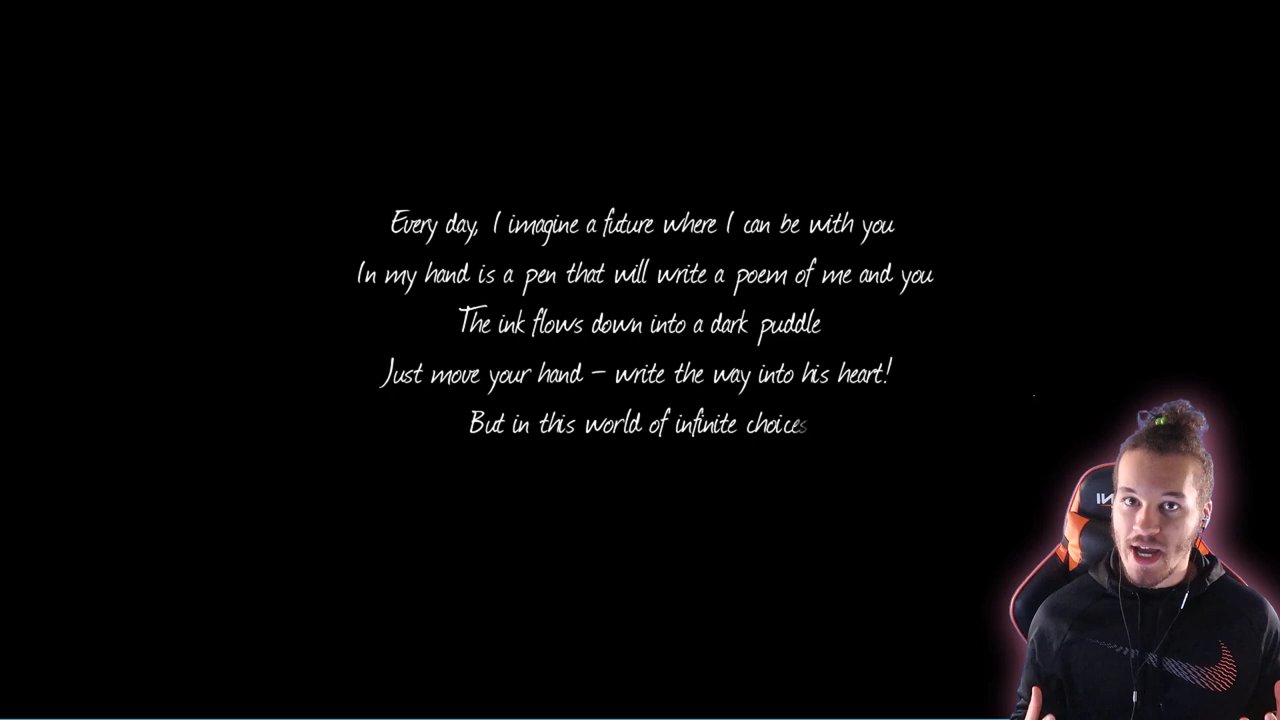 Every day, I imagine a future where I can be with you
In my hand is a pen that will write a poem of me and you
The ink flows down into a dark puddle
Just move your hand – write the way into his heart!
But in this world of infinite choices
IN